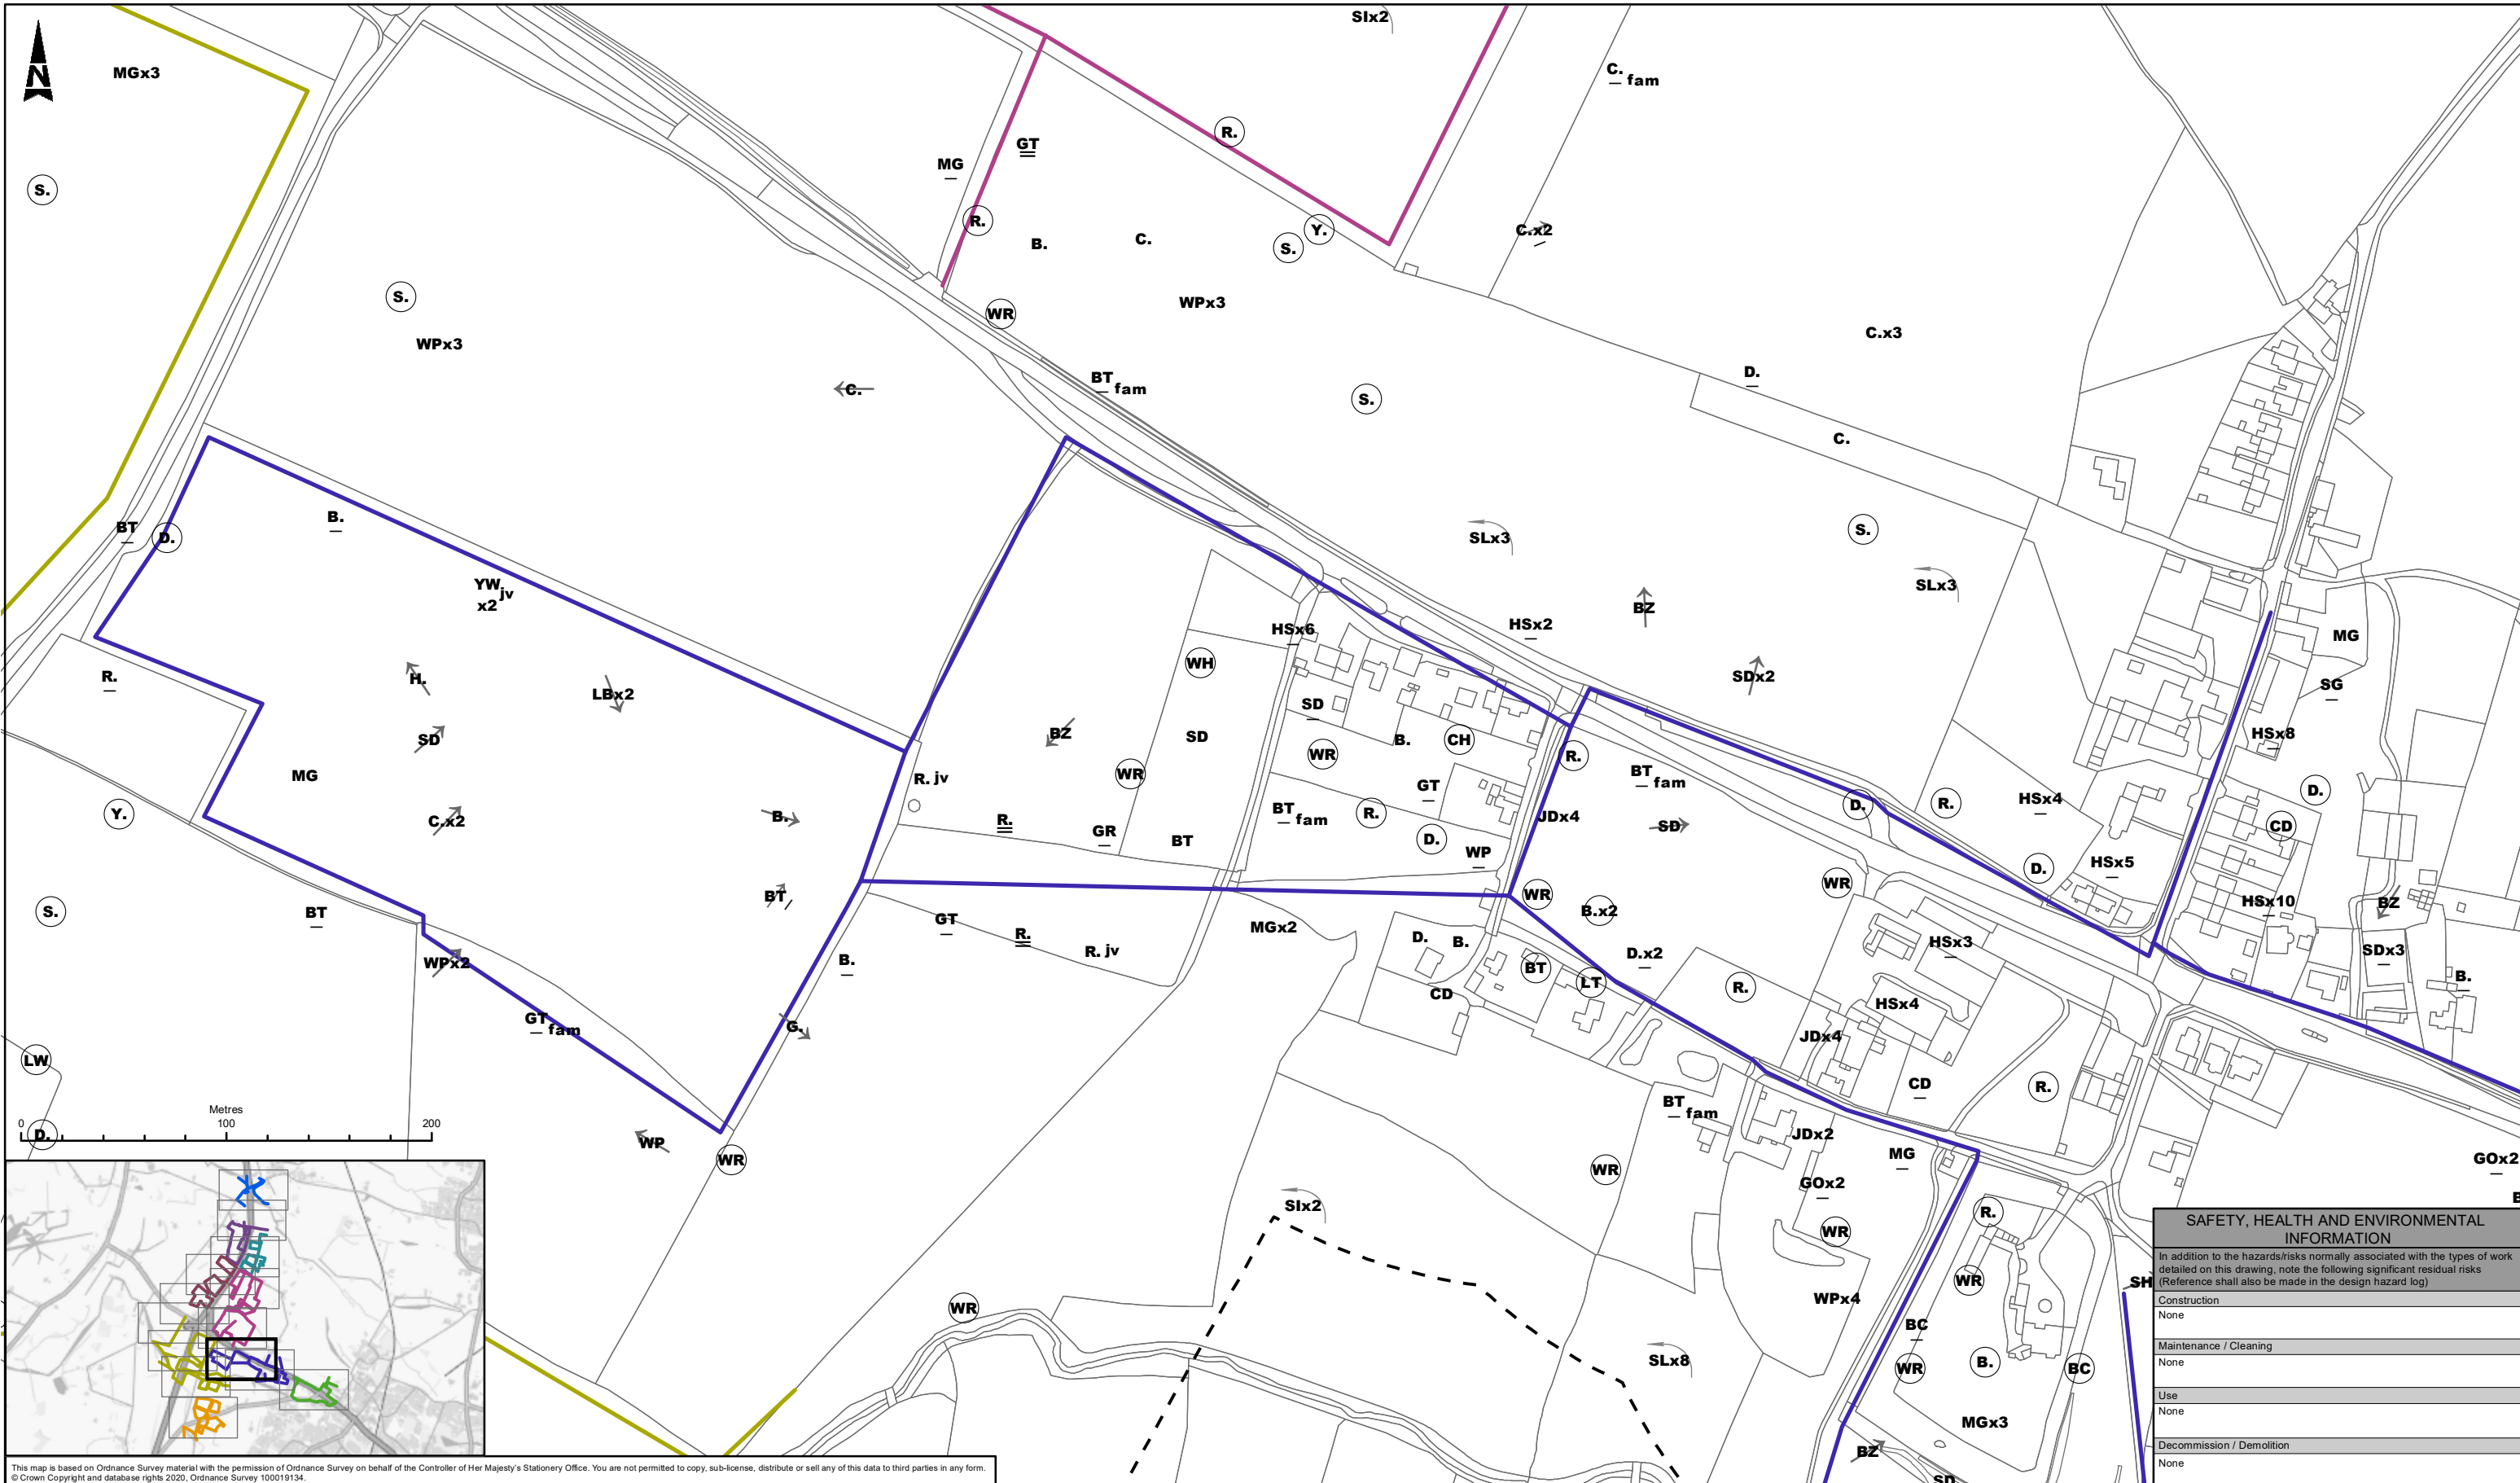 SIx2
N
MGx3
C.
fam
R.
GT
MG
S.
R.
Y.
C.x2
B.
C.
S.
S.
WPx3
WR
C.x3
WPx3
D.
BT
fam
C.
S.
C.
B.
BT
D.
S.
SLx3
SLx3
YW
jv
x2
BZ
HSx2
HSx6
MG
WH
R.
H.
SDx2
SG
LBx2
SD
SD
HSx8
BZ
SD
B.
CH
WR
R.
MG
R. jv
WR
BT
fam
GT
D.
D.
R.
HSx4
Y.
C.x2
B.
R.
GR
BT
BT
fam
R.
JDx4
SD
CD
D.
WP
HSx5
D.
BT
WR
WR
B.x2
HSx10
BZ
S.
BT
GT
MGx2
R.
D.
B.
HSx3
R. jv
D.x2
SDx3
WPx2
B.
BT
LT
R.
B.
CD
HSx4
GT
fam
G.
JDx4
LW
CD
R.
BT
fam
Metres
0
100
200
D.
WP
WR
JDx2
MG
WR
GOx2
GOx2
SIx2
R.
WR
SAFETY, HEALTH AND ENVIRONMENTAL
INFORMATION
In addition to the hazards/risks normally associated with the types of work
detailed on this drawing, note the following significant residual risks
(Reference shall also be made in the design hazard log)
WR
SH
Construction
None
WR
WPx4
BC
Maintenance / Cleaning
None
SLx8
WR
B.
BC
Use
None
MGx3
Decommission / Demolition
None
BZ
SD
This map is based on Ordnance Survey material with the permission of Ordnance Survey on behalf of the Controller of Her Majesty's Stationery Office. You are not permitted to copy, sub-license, distribute or sell any of this data to third parties in any form.
© Crown Copyright and database rights 2020, Ordnance Survey 100019134.